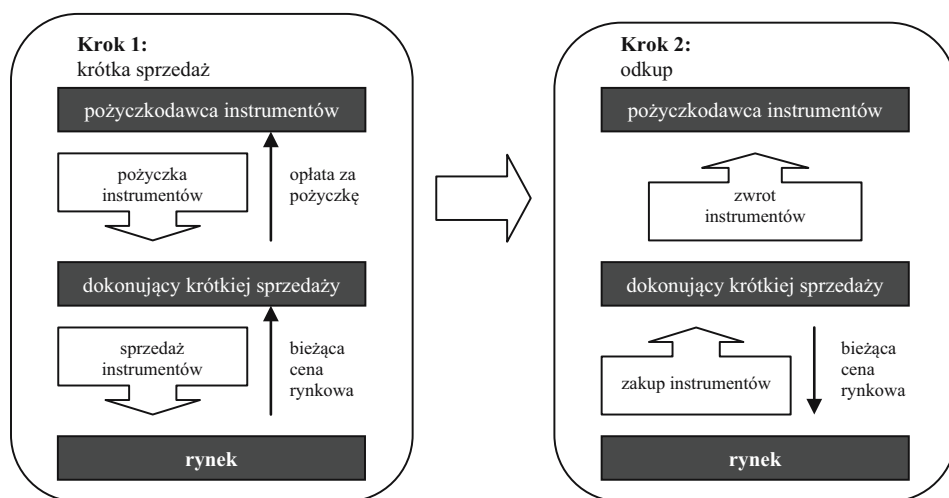 Krok 1:
krótka sprzedaż
pożyczkodawca instrumentów
pożyczka
instrumentów
opłata za
pożyczkę
dokonujący krótkiej sprzedaży
sprzedaż
instrumentów
bieżąca
cena
rynkowa
rynek
Krok 2:
odkup
pożyczkodawca instrumentów
zwrot
instrumentów
dokonujący krótkiej sprzedaży
zakup instrumentów
bieżąca
cena
rynkowa
rynek